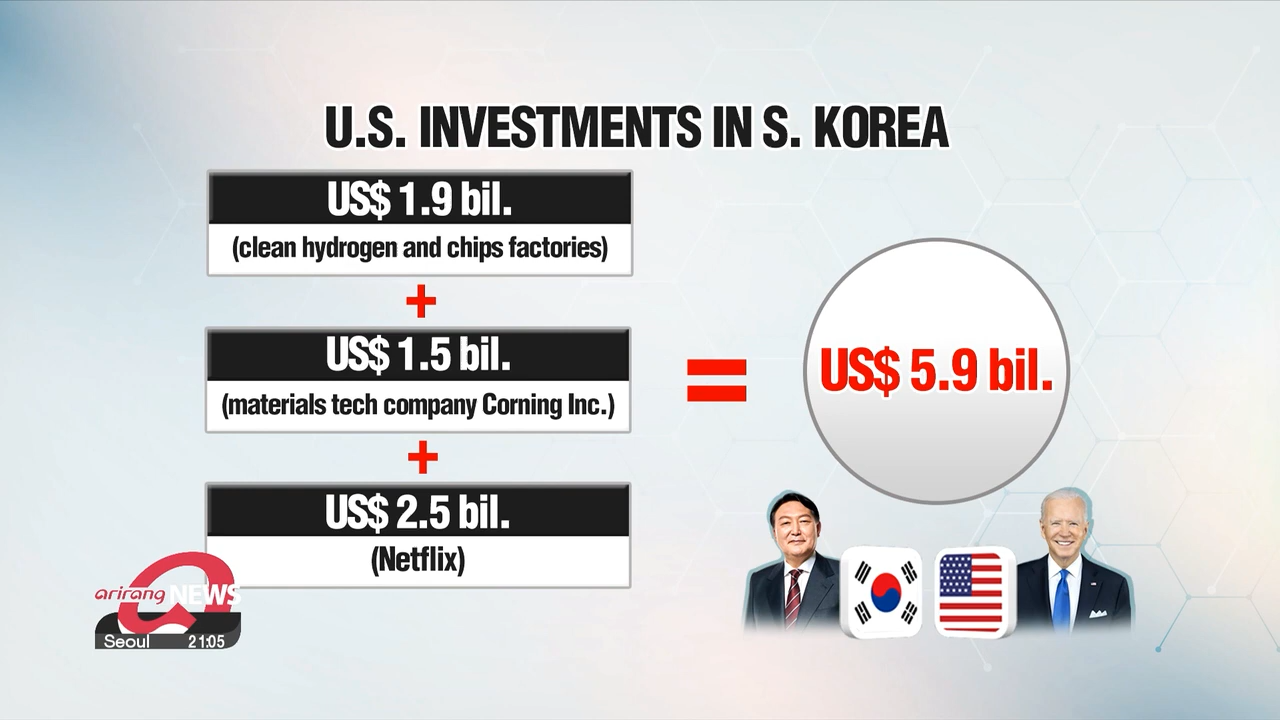 U.S. INVESTMENTS IN S. KOREA
US$ 1.9 bil.
(clean hydrogen and chips factories)
+
US$ 1.5 bil.
(materials tech company Corning Inc.)
+
US$ 2.5 bil.
(Netflix)
=
US$ 5.9 bil.
arirang NEWS
Seoul 21:05